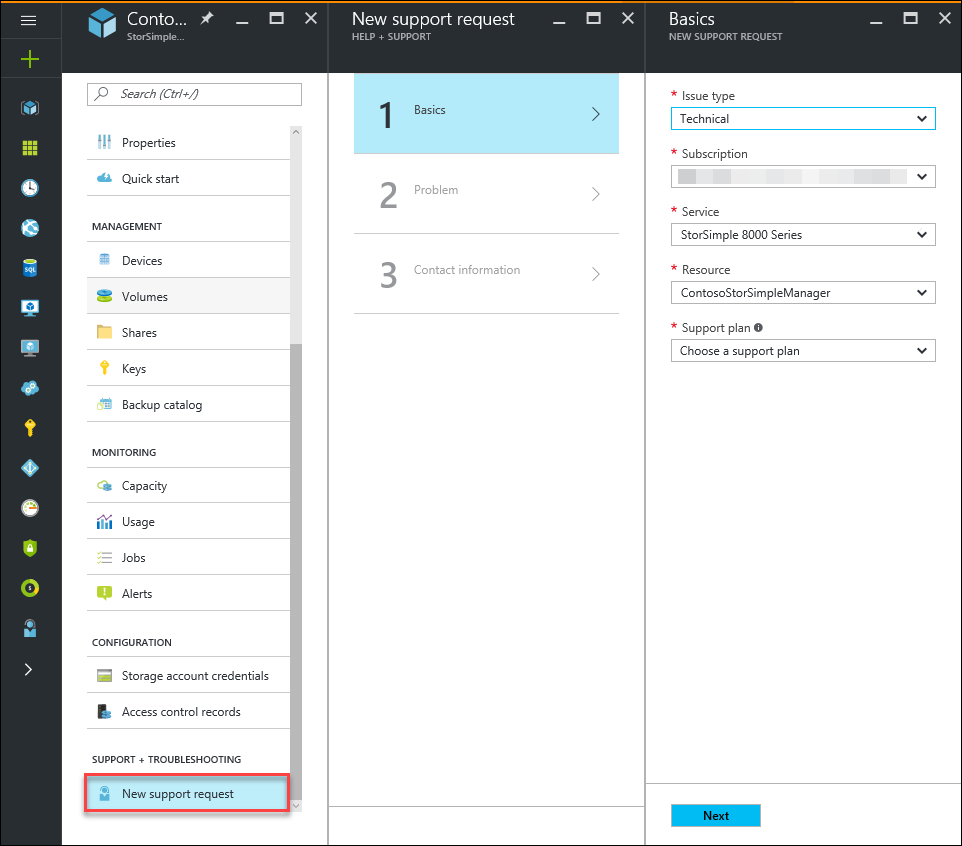 Conto...
StorSimple...
Search (Ctrl+/)
Properties
Quick start
MANAGEMENT
Devices
Volumes
Shares
Keys
Backup catalog
MONITORING
Capacity
Usage
Jobs
Alerts
CONFIGURATION
Storage account credentials
Access control records
SUPPORT + TROUBLESHOOTING
New support request
New support request
HELP + SUPPORT
1 Basics
2 Problem
3 Contact information
Basics
NEW SUPPORT REQUEST
* Issue type
Technical
* Subscription
* Service
StorSimple 8000 Series
* Resource
ContosoStorSimpleManager
* Support plan
Choose a support plan
Next
SQL